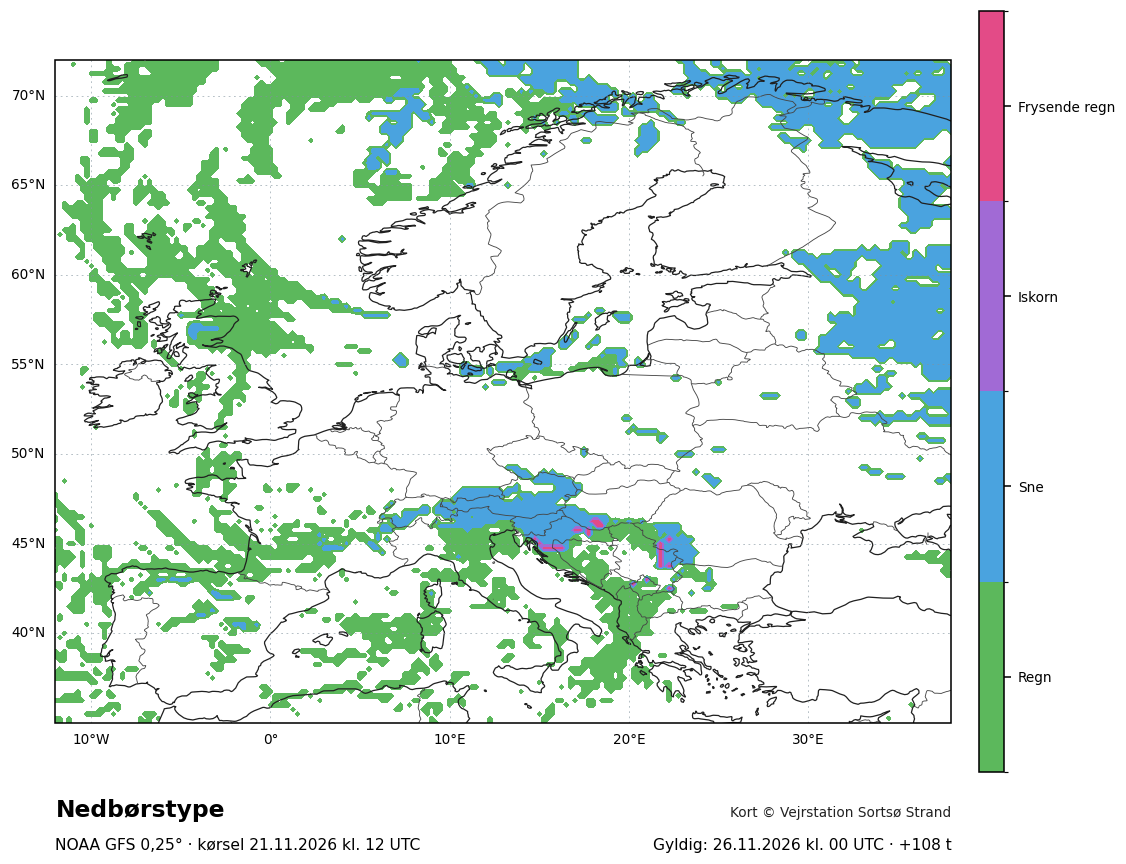 70°N
65°N
60°N
55°N
50°N
45°N
40°N
10°W
0°
10°E
20°E
30°E
Frysende regn
Iskorn
Sne
Regn
Nedbørstype
Kort © Vejrstation Sortsø Strand
NOAA GFS 0,25° · kørsel 21.11.2026 kl. 12 UTC
Gyldig: 26.11.2026 kl. 00 UTC · +108 t